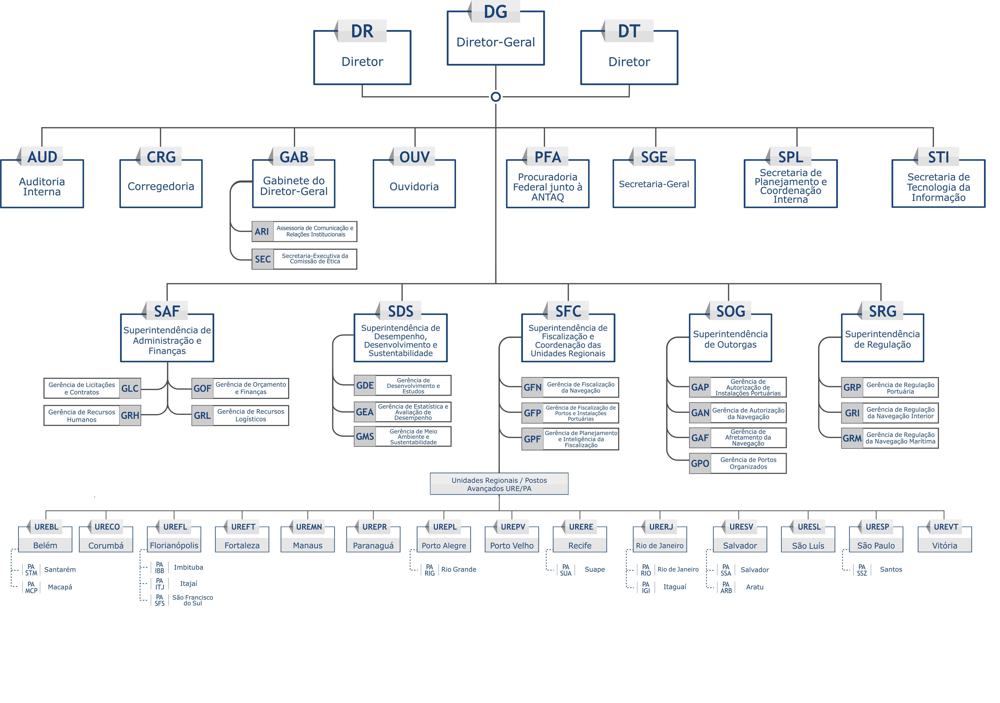 DG
Diretor-Geral
DR
Diretor
DT
Diretor
AUD
Auditoria
Interna
CRG
Corregedoria
GAB
Gabinete do
Diretor-Geral
ARI
Assessoria de Comunicação e
Relações Institucionais
SEC
Secretaria-Executiva da
Comissão de Ética
OUV
Ouvidoria
PFA
Procuradoria
Federal junto à
ANTAQ
SGE
Secretaria-Geral
SPL
Secretaria de
Planejamento e
Coordenação
Interna
STI
Secretaria de
Tecnologia da
Informação
SAF
Superintendência de
Administração e
Finanças
Gerência de Licitações
e Contratos
GLC
GOF
Gerência de Orçamento
e Finanças
Gerência de Recursos
Humanos
GRH
GRL
Gerência de Recursos
Logísticos
SDS
Superintendência de
Desempenho,
Desenvolvimento e
Sustentabilidade
GDE
Gerência de
Desenvolvimento e
Estudos
GEA
Gerência de Estatística e
Avaliação de
Desempenho
GMS
Gerência de Meio
Ambiente e
Sustentabilidade
SFC
Superintendência de
Fiscalização e
Coordenação das
Unidades Regionais
GFN
Gerência de Fiscalização
da Navegação
GFP
Gerência de Fiscalização de
Portos e Instalações
Portuárias
GPF
Gerência de Planejamento
e Inteligência da
Fiscalização
SOG
Superintendência
de Outorgas
GAP
Gerência de
Autorização de
Instalações Portuárias
GAN
Gerência de Autorização
da Navegação
GAF
Gerência de
Afretamento da
Navegação
GPO
Gerência de Portos
Organizados
SRG
Superintendência
de Regulação
GRP
Gerência de Regulação
Portuária
GRI
Gerência de Regulação
da Navegação Interior
GRM
Gerência de Regulação
da Navegação Marítima
Unidades Regionais / Postos
Avançados URE/PA
UREBL
Belém
PA
STM
Santarém
PA
MCP
Macapá
URECO
Corumbá
UREFL
Florianópolis
PA
IBB
Imbituba
PA
ITJ
Itajaí
PA
SFS
São Francisco
do Sul
UREFT
Fortaleza
UREMN
Manaus
UREPR
Paranaguá
UREPL
Porto Alegre
PA
RIG
Rio Grande
UREPV
Porto Velho
URERE
Recife
PA
SUA
Suape
URERJ
Rio de Janeiro
PA
RIO
Rio de Janeiro
PA
IGI
Itaguaí
URESV
Salvador
PA
SSA
Salvador
PA
ARB
Aratu
URESL
São Luís
URESP
São Paulo
PA
SSZ
Santos
UREVT
Vitória